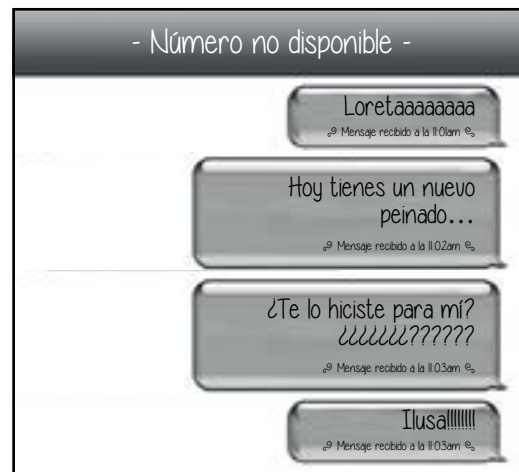 - Número no disponible -
Loretaaaaaaaa
Mensaje recibido a la 11:01am
Hoy tienes un nuevo
peinado...
Mensaje recibido a la 11:02am
¿Te lo hiciste para mí?
¿¿¿¿¿¿¿??????
Mensaje recibido a la 11:03am
Ilusa!!!!!!!!
Mensaje recibido a la 11:03am